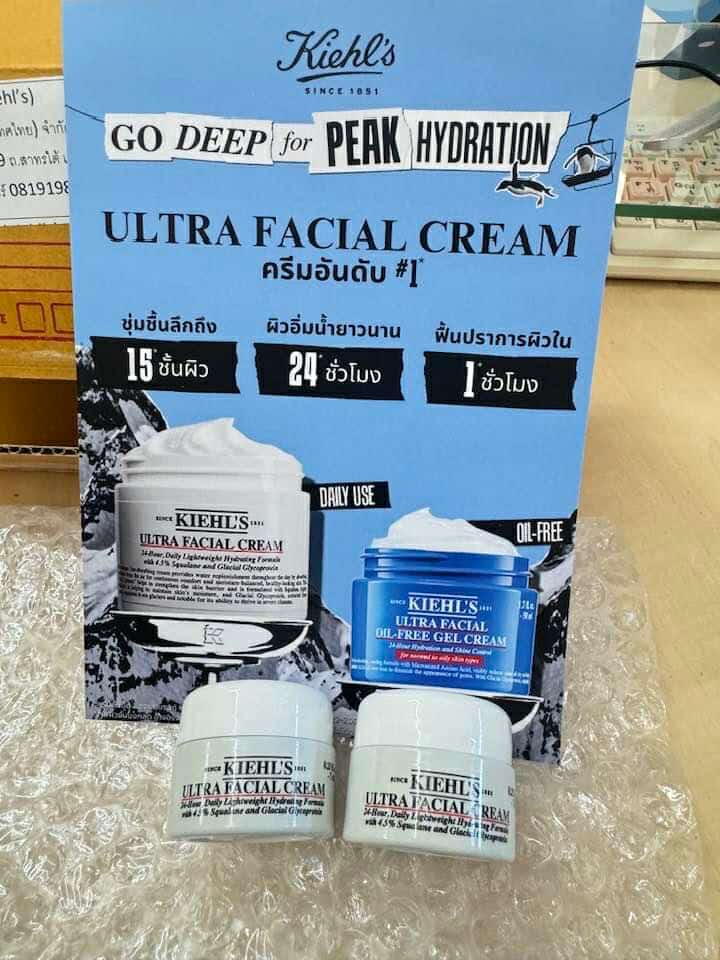 Kiehl's
SINCE 1851
GO DEEP for PEAK HYDRATION
ULTRA FACIAL CREAM
ครีมอันดับ #1*
ชุ่มชื้นลึกถึง
15* ชั้นผิว
ผิวอิ่มน้ำยาวนาน
24* ชั่วโมง
ฟื้นปราการผิวใน
1* ชั่วโมง
DAILY USE
OIL-FREE
SINCE KIEHL'S 1851
ULTRA FACIAL CREAM
24-Hour, Daily Lightweight Hydrating Formula
with 4.5% Squalane and Glacial Glycoprotein
SINCE KIEHL'S 1851
ULTRA FACIAL
OIL-FREE GEL CREAM
24-Hour Hydration and Shine Control
for normal to oily skin types
SINCE KIEHL'S 1851
ULTRA FACIAL CREAM
24-Hour, Daily Lightweight Hydrating Formula
with 4.5% Squalane and Glacial Glycoprotein
SINCE KIEHL'S 1851
ULTRA FACIAL CREAM
24-Hour, Daily Lightweight Hydrating Formula
with 4.5% Squalane and Glacial Glycoprotein